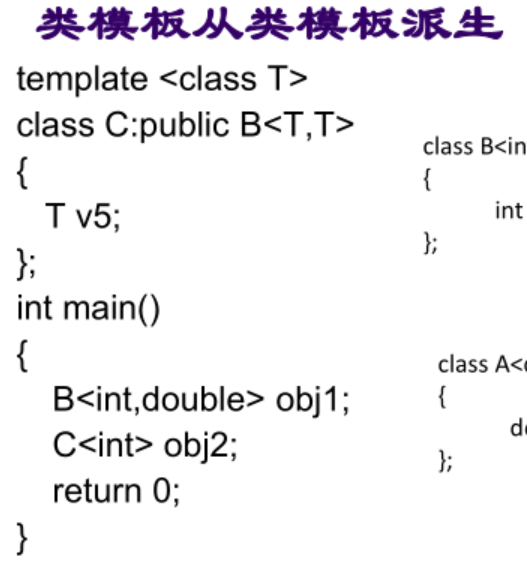 类模板从类模板派生
template <class T>
class C:public B<T,T>
{
T v5;
};
int main()
{
B<int,double> obj1;
C<int> obj2;
return 0;
}
class B<in
{
int
};
class A<
{
};